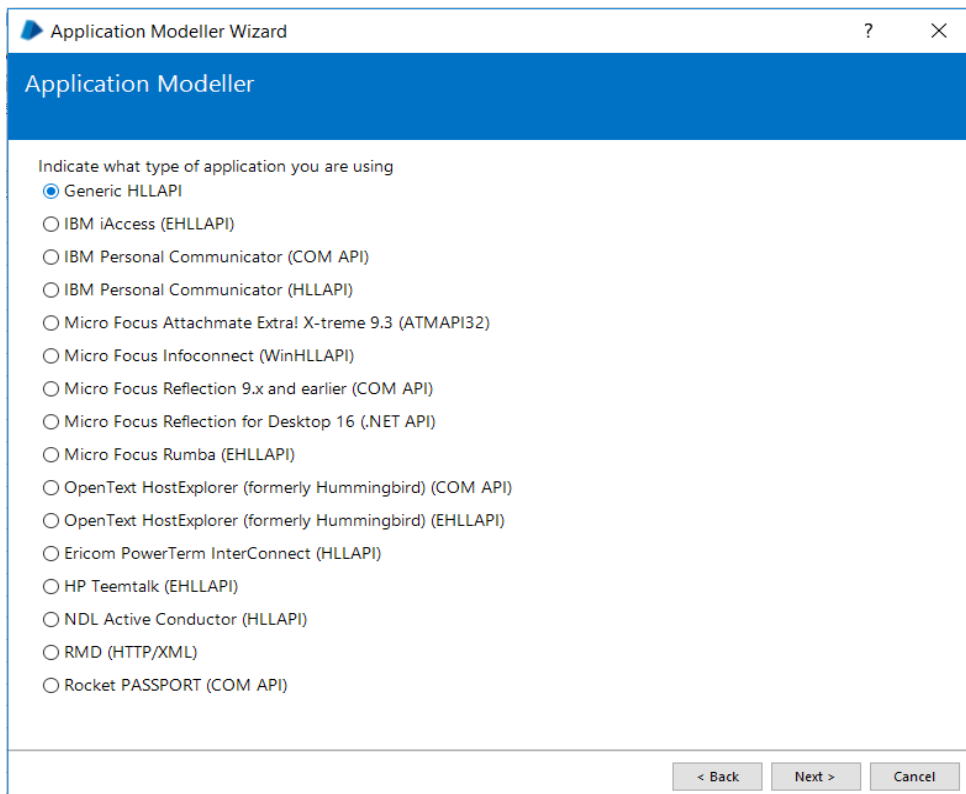 Application Modeller Wizard
?
Application Modeller
Indicate what type of application you are using
Generic HLLAPI
IBM iAccess (EHLLAPI)
IBM Personal Communicator (COM API)
IBM Personal Communicator (HLLAPI)
Micro Focus Attachmate Extra! X-treme 9.3 (ATMAPI32)
Micro Focus Infoconnect (WinHLLAPI)
Micro Focus Reflection 9.x and earlier (COM API)
Micro Focus Reflection for Desktop 16 (.NET API)
Micro Focus Rumba (EHLLAPI)
OpenText HostExplorer (formerly Hummingbird) (COM API)
OpenText HostExplorer (formerly Hummingbird) (EHLLAPI)
Ericom PowerTerm InterConnect (HLLAPI)
HP Teemtalk (EHLLAPI)
NDL Active Conductor (HLLAPI)
RMD (HTTP/XML)
Rocket PASSPORT (COM API)
< Back Next > Cancel